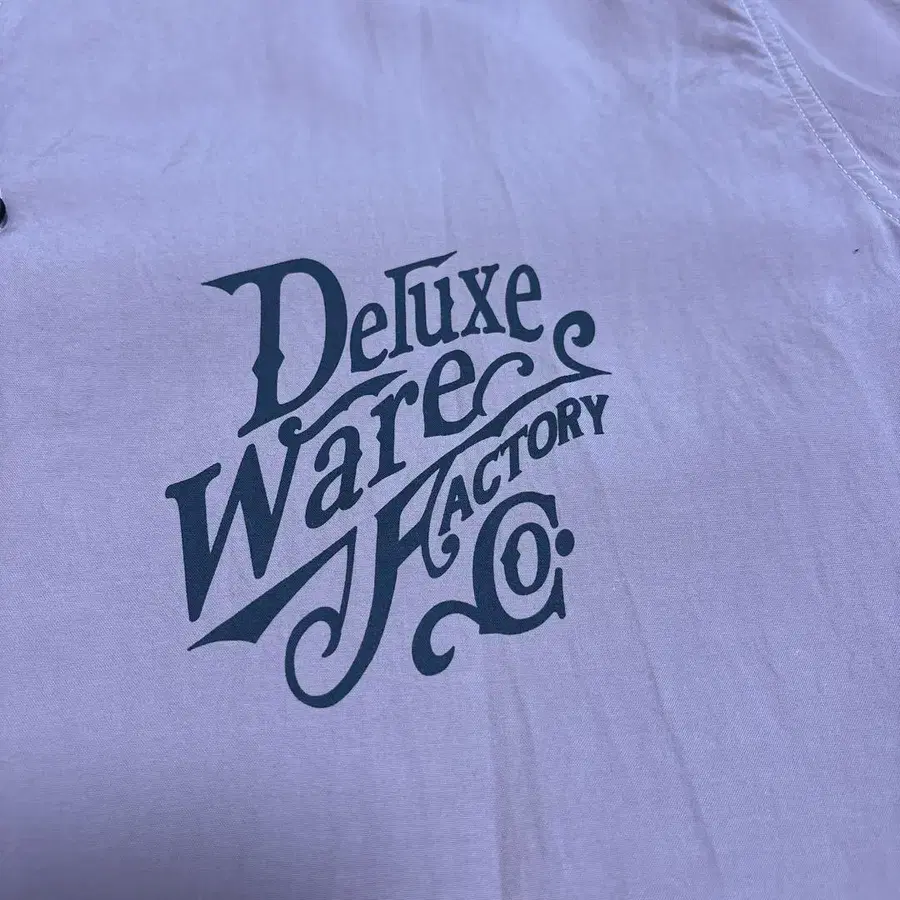 Deluxe
Ware
FACTORY
Co.